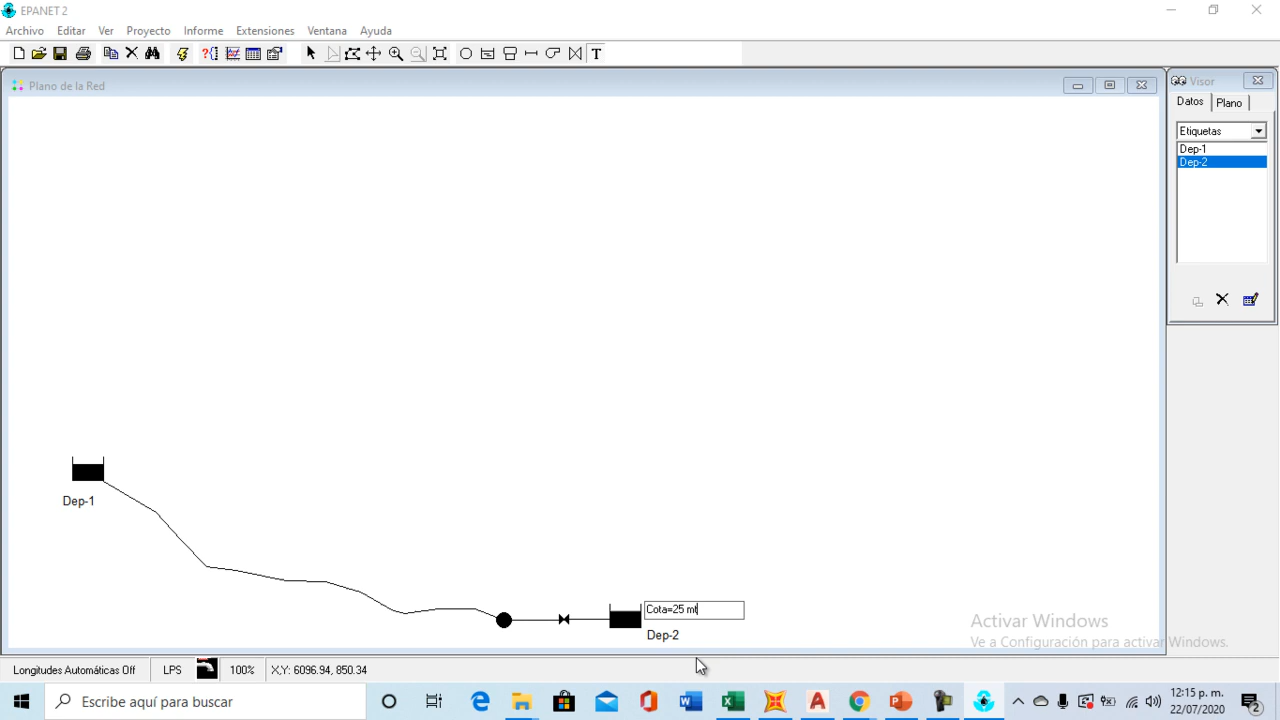 EPANET 2
Archivo Editar Ver Proyecto Informe Extensiones Ventana Ayuda
T
Plano de la Red
Visor
Datos Plano
Etiquetas
Dep-1
Dep-2
Dep-1
Cota=25 mt
Dep-2
Activar Windows
Ve a Configuración para activar Windows.
Longitudes Automáticas Off LPS 100% X,Y: 6096.94, 850.34
Escribe aquí para buscar
12:15 p. m.
22/07/2020
2